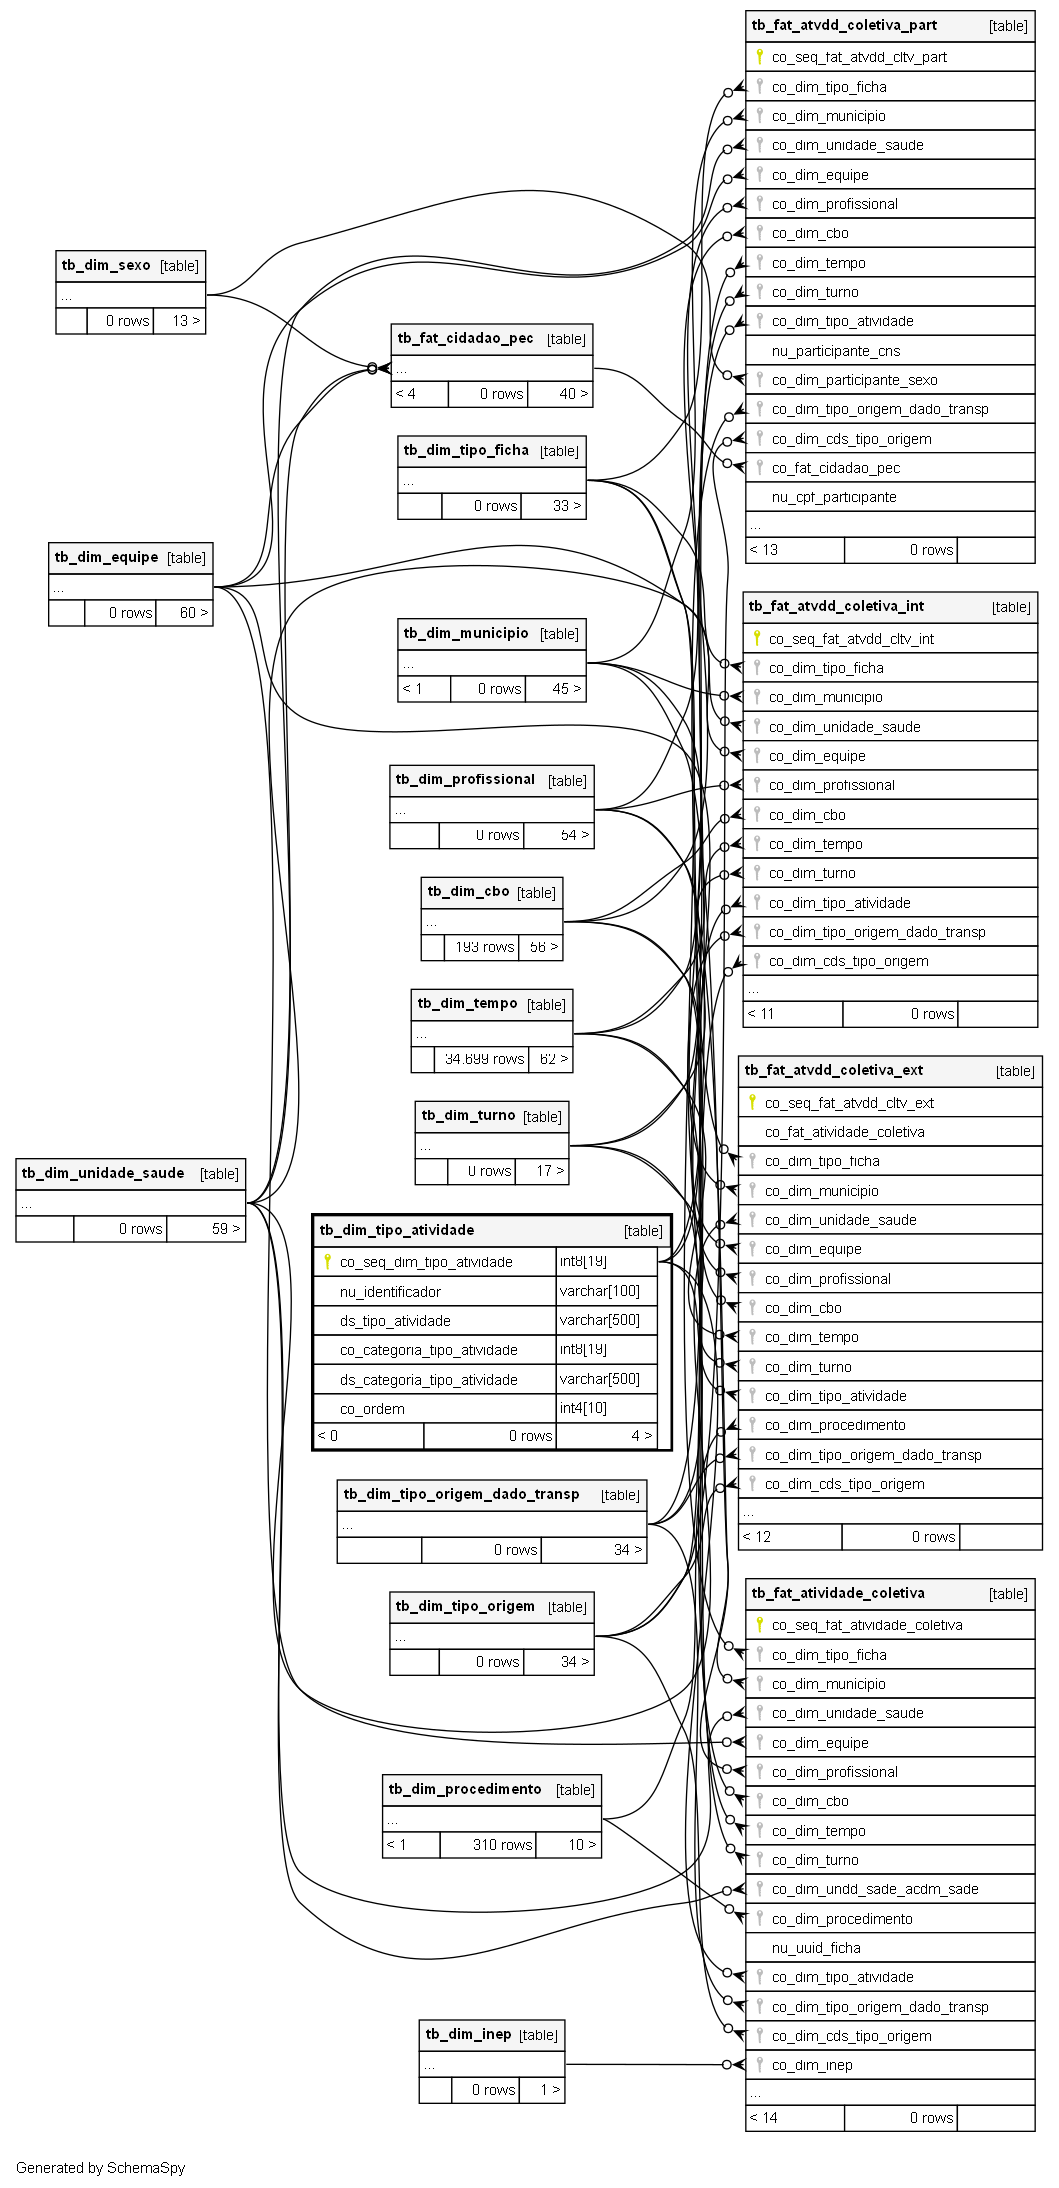 tb_fat_atvdd_coletiva_part [table]
co_seq_fat_atvdd_cltv_part
co_dim_tipo_ficha
co_dim_municipio
co_dim_unidade_saude
co_dim_equipe
co_dim_profissional
co_dim_cbo
co_dim_tempo
co_dim_turno
co_dim_tipo_atividade
nu_participante_cns
co_dim_participante_sexo
co_dim_tipo_origem_dado_transp
co_dim_cds_tipo_origem
co_fat_cidadao_pec
nu_cpf_participante
...
< 13 0 rows
tb_dim_sexo [table]
...
0 rows 13 >
tb_fat_cidadao_pec [table]
...
< 4 0 rows 40 >
tb_dim_tipo_ficha [table]
...
0 rows 33 >
tb_dim_equipe [table]
...
0 rows 60 >
tb_dim_municipio [table]
...
< 1 0 rows 45 >
tb_fat_atvdd_coletiva_int [table]
co_seq_fat_atvdd_cltv_int
co_dim_tipo_ficha
co_dim_municipio
co_dim_unidade_saude
co_dim_equipe
co_dim_profissional
co_dim_cbo
co_dim_tempo
co_dim_turno
co_dim_tipo_atividade
co_dim_tipo_origem_dado_transp
co_dim_cds_tipo_origem
...
< 11 0 rows
tb_dim_profissional [table]
...
0 rows 54 >
tb_dim_cbo [table]
...
193 rows 56 >
tb_dim_tempo [table]
...
34.699 rows 62 >
tb_dim_turno [table]
...
0 rows 17 >
tb_dim_unidade_saude [table]
...
0 rows 59 >
tb_fat_atvdd_coletiva_ext [table]
co_seq_fat_atvdd_cltv_ext
co_fat_atividade_coletiva
co_dim_tipo_ficha
co_dim_municipio
co_dim_unidade_saude
co_dim_equipe
co_dim_profissional
co_dim_cbo
co_dim_tempo
co_dim_turno
co_dim_tipo_atividade
co_dim_procedimento
co_dim_tipo_origem_dado_transp
co_dim_cds_tipo_origem
...
< 12 0 rows
tb_dim_tipo_atividade [table]
co_seq_dim_tipo_atividade int8[19]
nu_identificador varchar[100]
ds_tipo_atividade varchar[500]
co_categoria_tipo_atividade int8[19]
ds_categoria_tipo_atividade varchar[500]
co_ordem int4[10]
< 0 0 rows 4 >
tb_dim_tipo_origem_dado_transp [table]
...
0 rows 34 >
tb_dim_tipo_origem [table]
...
0 rows 34 >
tb_fat_atividade_coletiva [table]
co_seq_fat_atividade_coletiva
co_dim_tipo_ficha
co_dim_municipio
co_dim_unidade_saude
co_dim_equipe
co_dim_profissional
co_dim_cbo
co_dim_tempo
co_dim_turno
co_dim_undd_sade_acdm_sade
co_dim_procedimento
nu_uuid_ficha
co_dim_tipo_atividade
co_dim_tipo_origem_dado_transp
co_dim_cds_tipo_origem
co_dim_inep
...
< 14 0 rows
tb_dim_procedimento [table]
...
< 1 310 rows 10 >
tb_dim_inep [table]
...
0 rows 1 >
Generated by SchemaSpy